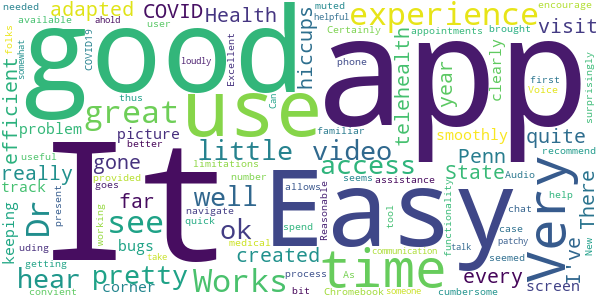 needed
available
adapted
COVID
user
ahold
muted
helpful
encourage
folks
somewhat
COVID19
Health
hiccups
experience
visit
Certainly
appointments
brought
good
loudly
Excellent
phone
app
first
Voice
surprisingly
efficient
thus
Can
use
familiar
telehealth
year
clearly
smoothly
great
problem
picture
better
limitations
little
video
quite
recommend
useful
gone
It
Easy
access
Penn
State
Very
I've
New There
really
track
provided
goes
number
allows
seems
assistance
Audio
keeping
Dr
present
far
well
navigate
quick
Reasonable
tool
functionality
chat
help
see
ok
working
spend
talk
case
patchy
seemed
uding
bugs
medical
time
hear
getting
pretty
Works
created
process
As
communication
every
screen
convient
corner
take
bit
Chromebook
someone
cumbersome